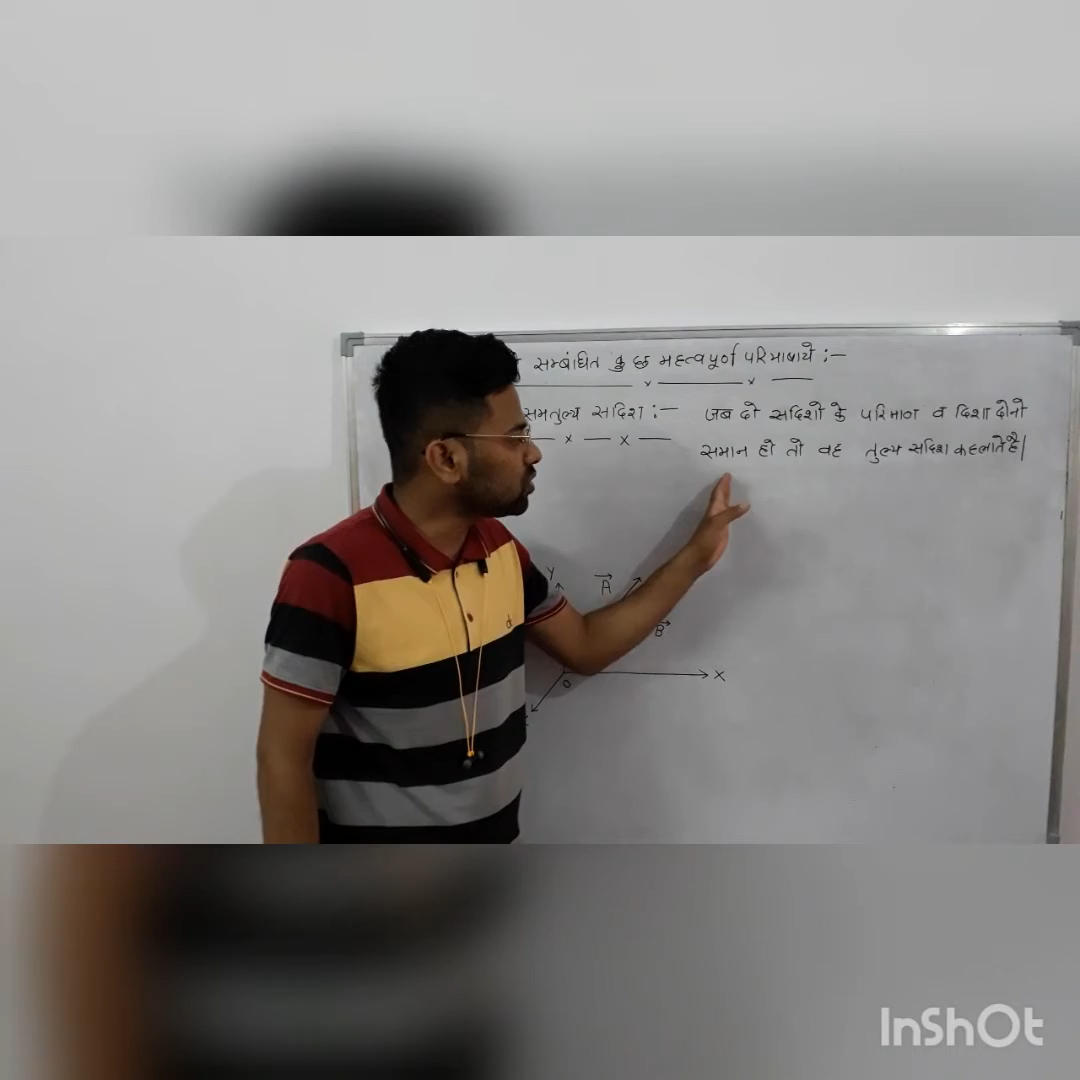 सम्बंधित कुछ महत्वपूर्ण परिभाषाये :-
समतुल्य सदिश :- जब दो सदिशो के परिमाण व दिशा दोनो
समान हो तो वह तुल्य सदिश कहलाते है|
Y A
B
O X
d
InShOt